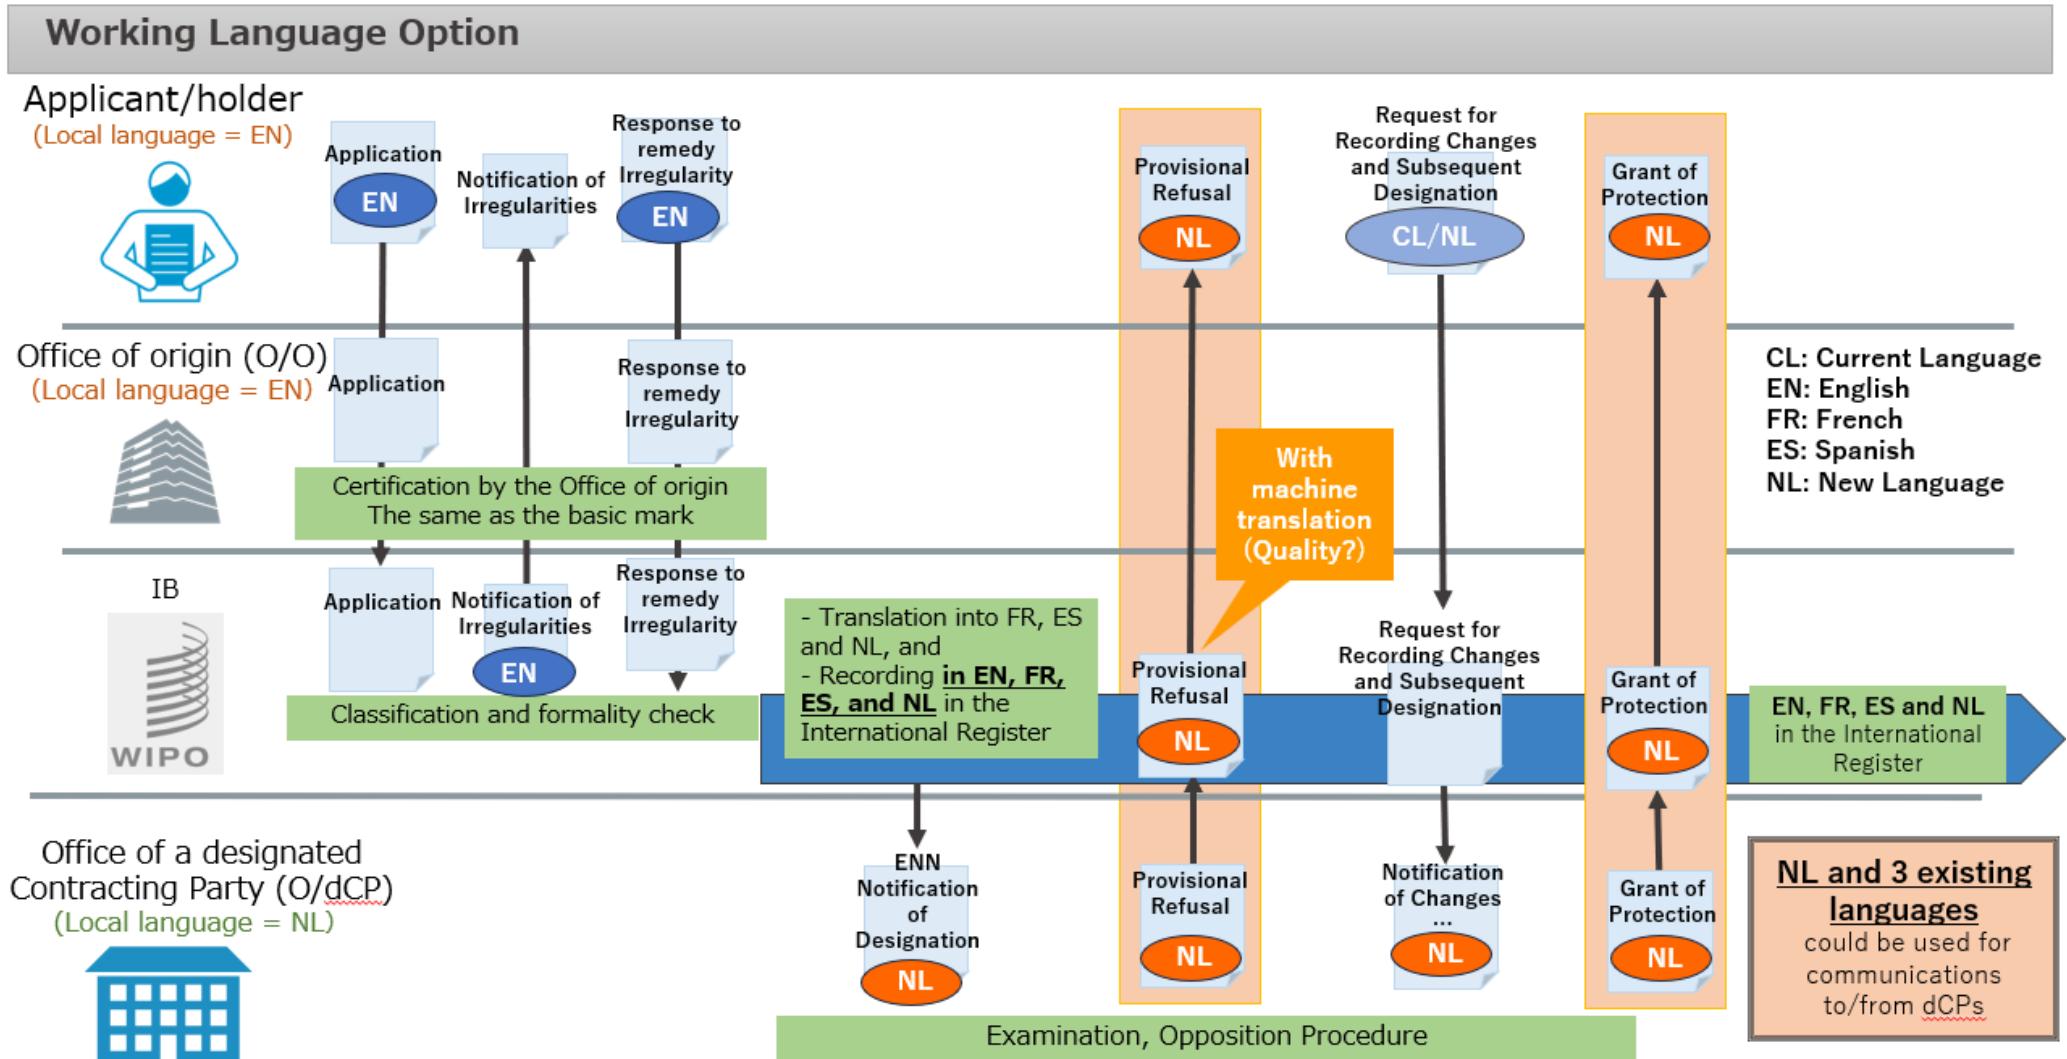 Working Language Option
Applicant/holder
(Local language = EN)
Application
EN
Notification of
Irregularities
Response to
remedy
Irregularity
EN
Provisional
Refusal
NL
Request for
Recording Changes
and Subsequent
Designation
CL/NL
Grant of
Protection
NL
Office of origin (O/O)
(Local language = EN)
Application
Response to
remedy
Irregularity
Certification by the Office of origin
The same as the basic mark
With
machine
translation
(Quality?)
CL: Current Language
EN: English
FR: French
ES: Spanish
NL: New Language
IB
WIPO
Application
Notification of
Irregularities
EN
Response to
remedy
Irregularity
Classification and formality check
- Translation into FR, ES
and NL, and
- Recording in EN, FR,
ES, and NL in the
International Register
Provisional
Refusal
NL
Request for
Recording Changes
and Subsequent
Designation
Grant of
Protection
NL
EN, FR, ES and NL
in the International
Register
Office of a designated
Contracting Party (O/dCP)
(Local language = NL)
ENN
Notification
of
Designation
NL
Provisional
Refusal
NL
Notification
of Changes
...
NL
Grant of
Protection
NL
NL and 3 existing
languages
could be used for
communications
to/from dCPs
Examination, Opposition Procedure